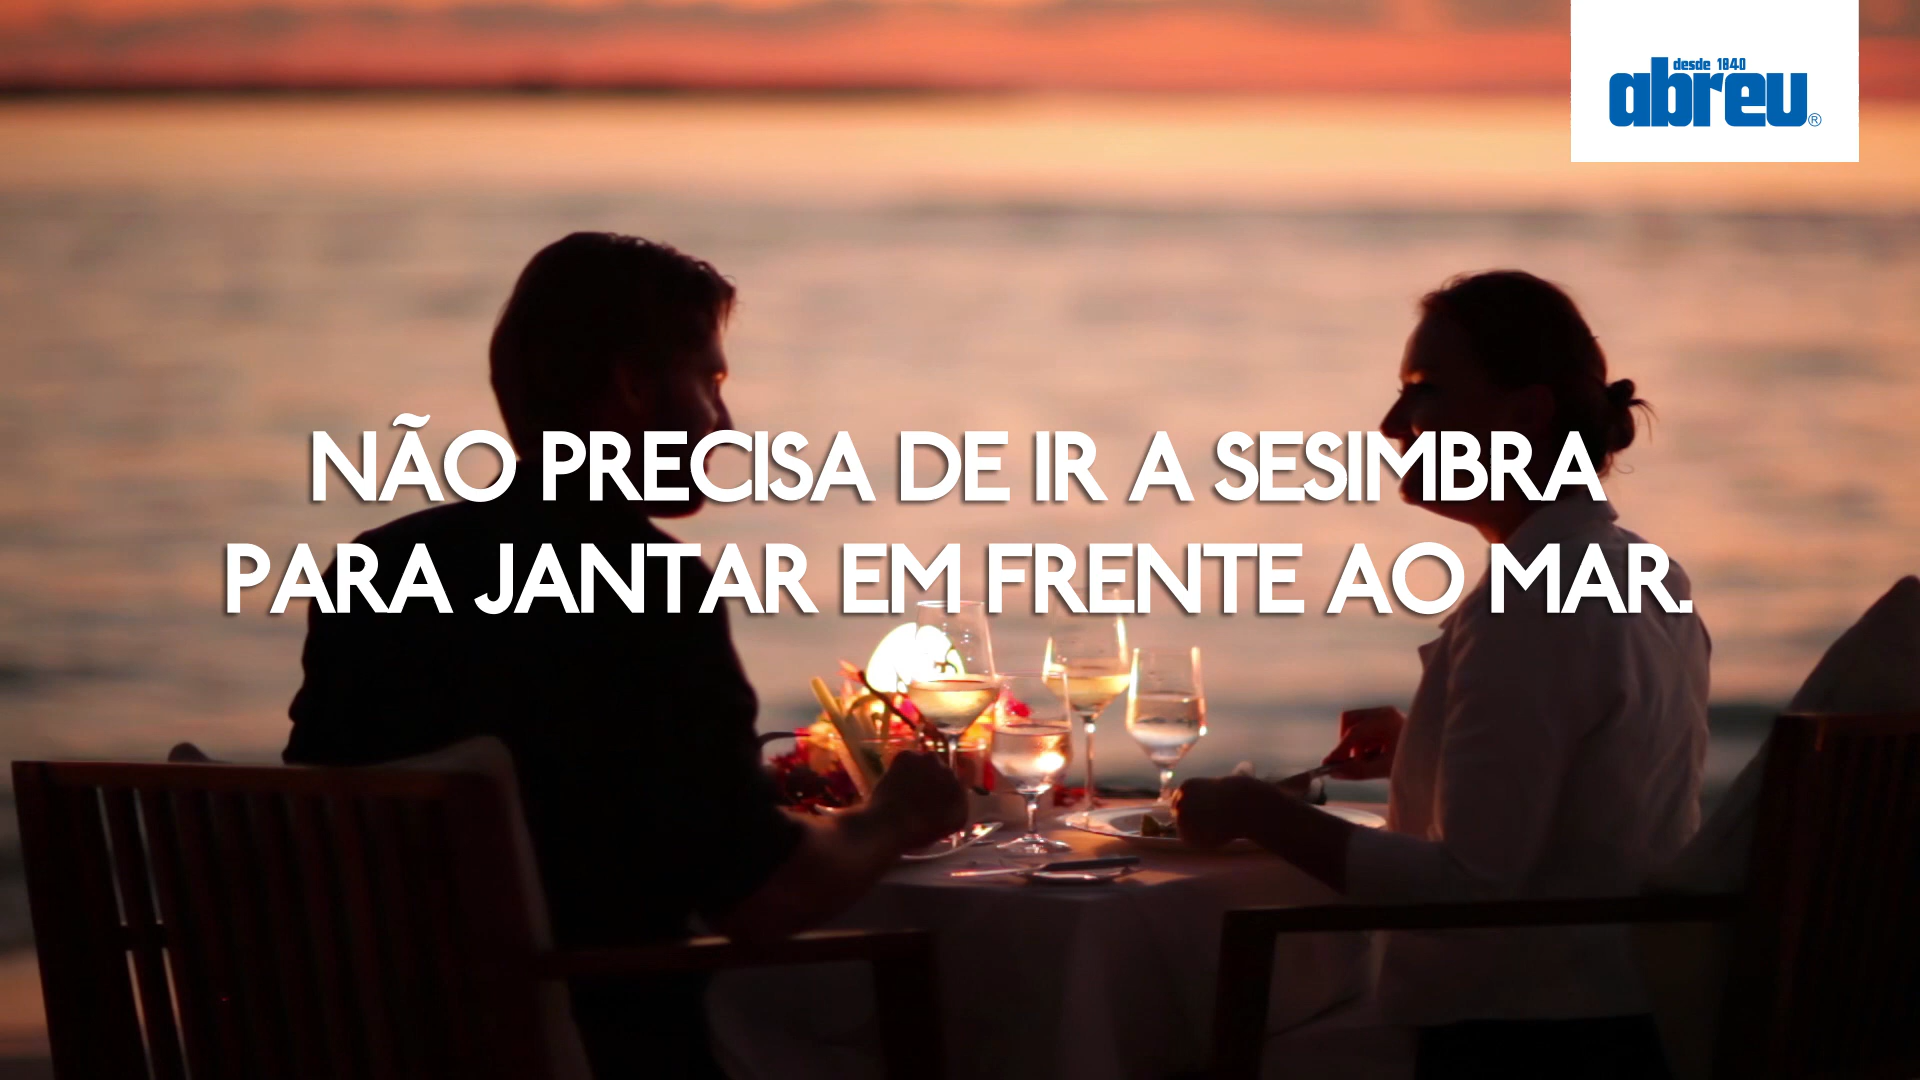 desde 1840
abreu®
NÃO PRECISA DE IR A SESIMBRA
PARA JANTAR EM FRENTE AO MAR.